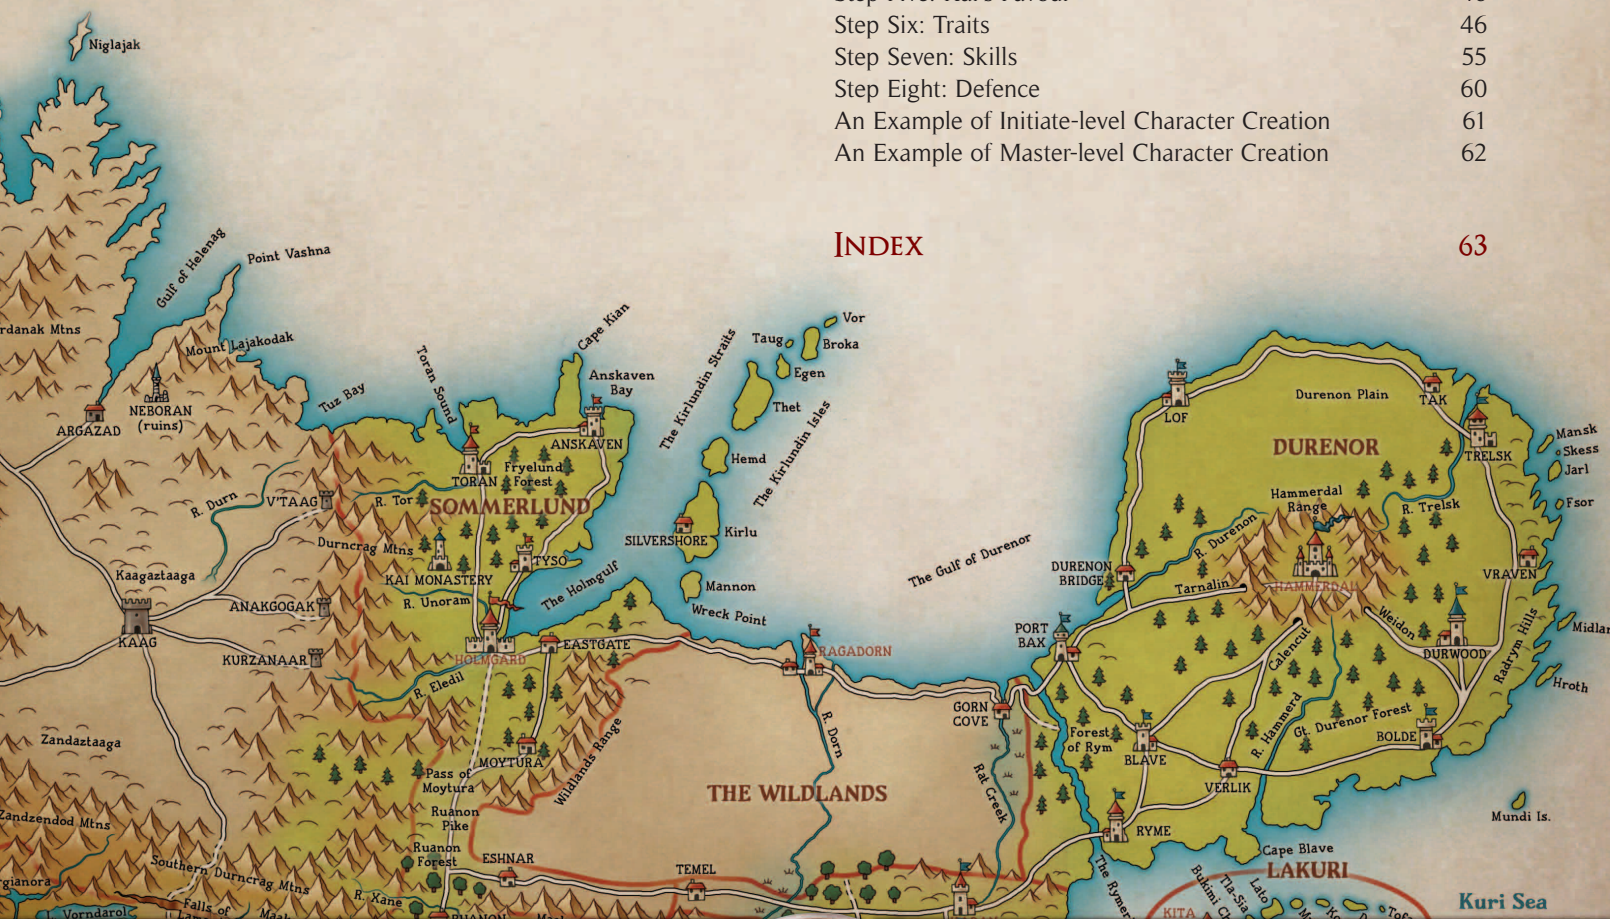 Step Six: Traits 46
Step Seven: Skills 55
Step Eight: Defence 60
An Example of Initiate-level Character Creation 61
An Example of Master-level Character Creation 62
INDEX 63
Niglajak
Gulf of Helenag
Point Vashna
Mount Lajakodak
NEBORAN
(ruins)
ARGAZAD
Tuz Bay
Toran Sound
Cape Kian
Anskaven
Bay
ANSKAVEN
TORAN
Fryelund
Forest
R. Tor
SOMMERLUND
R. Durn
V'TAAG
Durncrag Mtns
KAI MONASTERY
TYSO
Kaagaztaaga
ANAKGOGAK
R. Unoram
The Holmgulf
KAAG
KURZANAAR
HOLMGARD
EASTGATE
R. Eledil
Zandaztaaga
MOYTURA
Pass of
Moytura
Wildlands Range
Ruanon
Pike
Ruanon
Forest
Zandzendod Mtns
Southern Durncrag Mtns
ESHNAR
R. Xane
Falls of
L. Vorndarol
The Kirlundin Straits
The Kirlundin Isles
Vor
Taug
Broka
Egen
Thet
Hemd
SILVERSHORE
Kirlu
Mannon
Wreck Point
RAGADORN
R. Dorn
THE WILDLANDS
TEMEL
GORN
COVE
Rat Creek
The Gulf of Durenor
LOF
Durenon Plain
TAK
DURENOR
TRELSK
Mansk
Skess
Jarl
Fsor
Hammerdal
Range
R. Trelsk
R. Durenon
DURENON
BRIDGE
Tarnalin
HAMMERDAL
VRAVEN
PORT
BAX
Weidon
DURWOOD
Calencut
Radrym Hills
Hroth
R. Hammerd
Gt. Durenor Forest
Forest
of Rym
BLAVE
BOLDE
VERLIK
RYME
Mundi Is.
Cape Blave
LAKURI
Lato
KITA
Kuri Sea